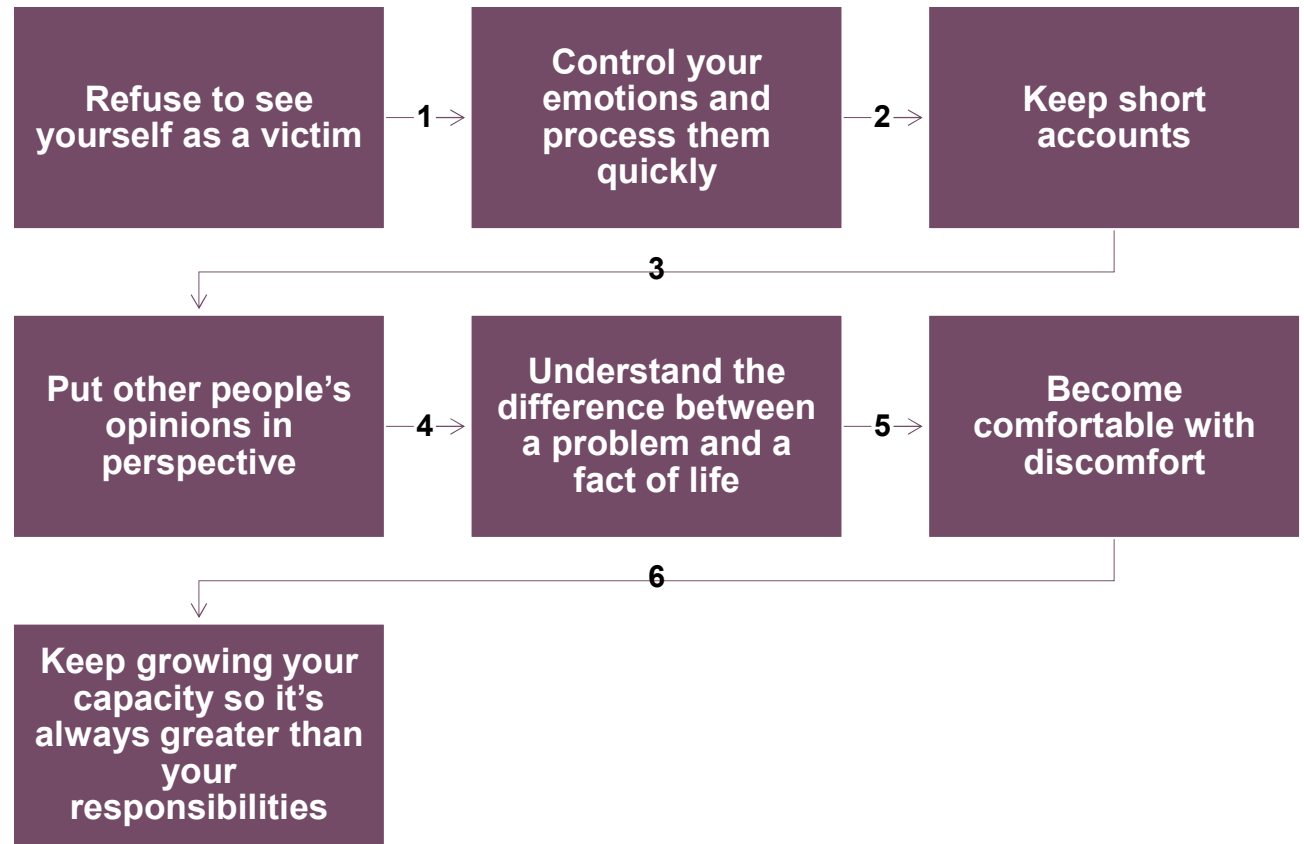 Refuse to see
yourself as a victim
1
Control your
emotions and
process them
quickly
2
Keep short
accounts
3
Put other people’s
opinions in
perspective
4
Understand the
difference between
a problem and a
fact of life
5
Become
comfortable with
discomfort
6
Keep growing your
capacity so it’s
always greater than
your
responsibilities